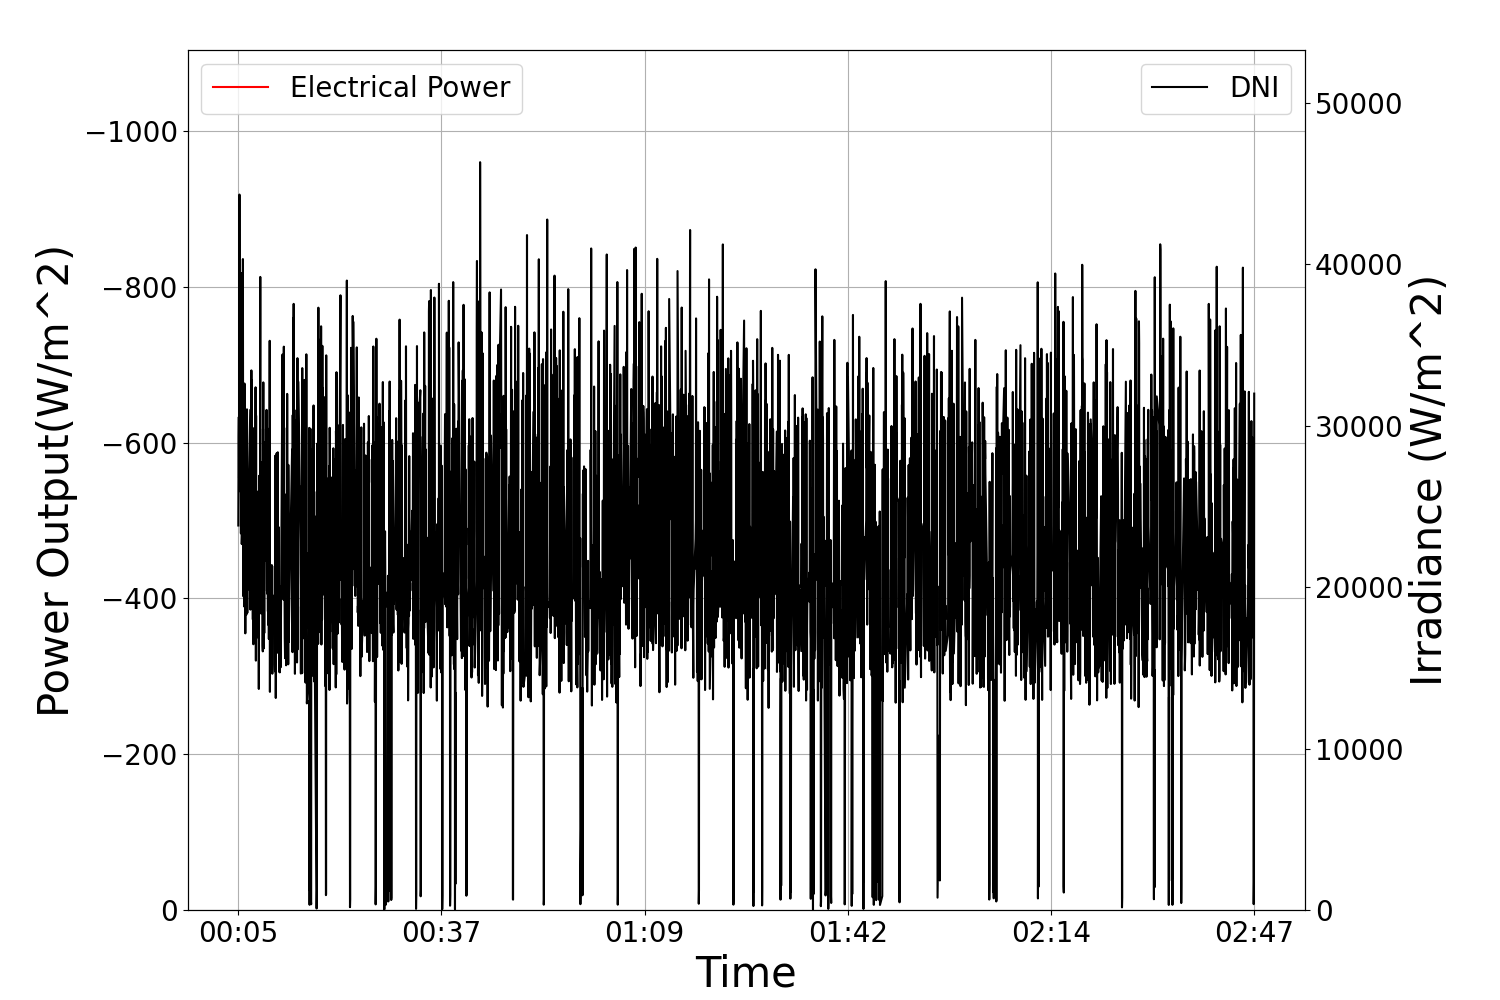 Electrical Power
DNI
Power Output(W/m^2)
−1000
−800
−600
−400
−200
0
50000
40000
30000
20000
10000
0
Irradiance (W/m^2)
00:05 00:37 01:09 01:42 02:14 02:47
Time